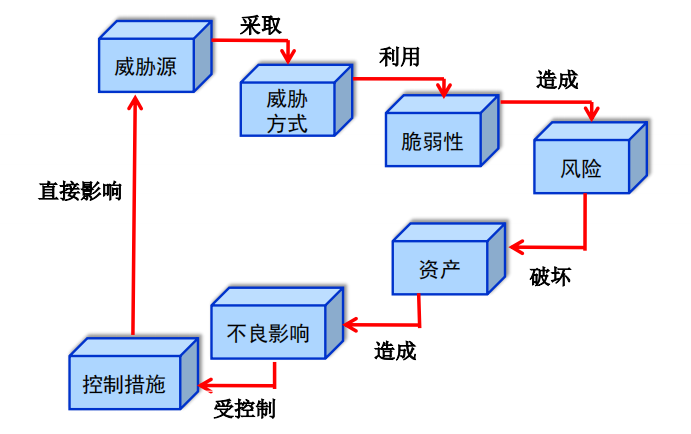 采取
威胁源
利用
威胁
方式
造成
脆弱性
风险
直接影响
资产
破坏
不良影响
造成
控制措施
受控制